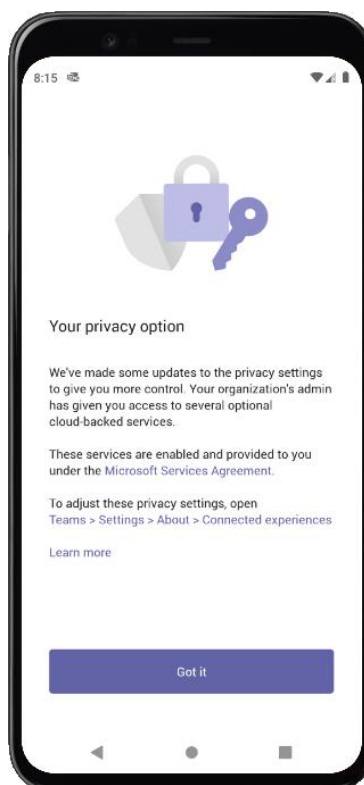 8:15
Your privacy option
We've made some updates to the privacy settings
to give you more control. Your organization's admin
has given you access to several optional
cloud-backed services.
These services are enabled and provided to you
under the Microsoft Services Agreement.
To adjust these privacy settings, open
Teams > Settings > About > Connected experiences
Learn more
Got it